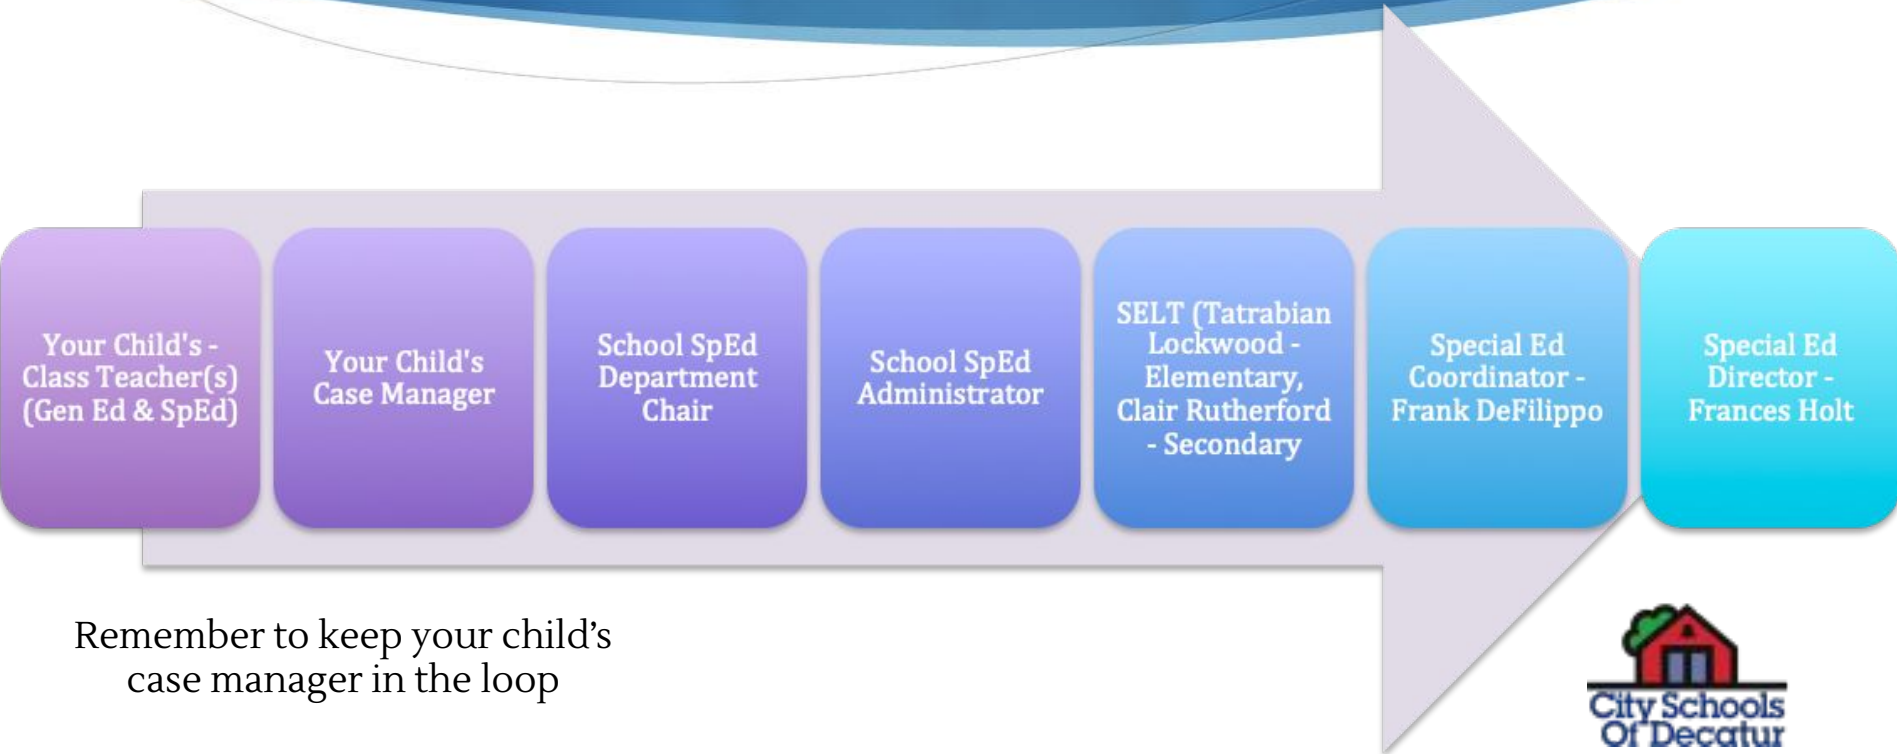 Your Child's -
Class Teacher(s)
(Gen Ed & SpEd)
Your Child's
Case Manager
School SpEd
Department
Chair
School SpEd
Administrator
SELT (Tatrabian
Lockwood -
Elementary,
Clair Rutherford
- Secondary
Special Ed
Coordinator -
Frank DeFilippo
Special Ed
Director -
Frances Holt
Remember to keep your child’s
case manager in the loop
City Schools
Of Decatur